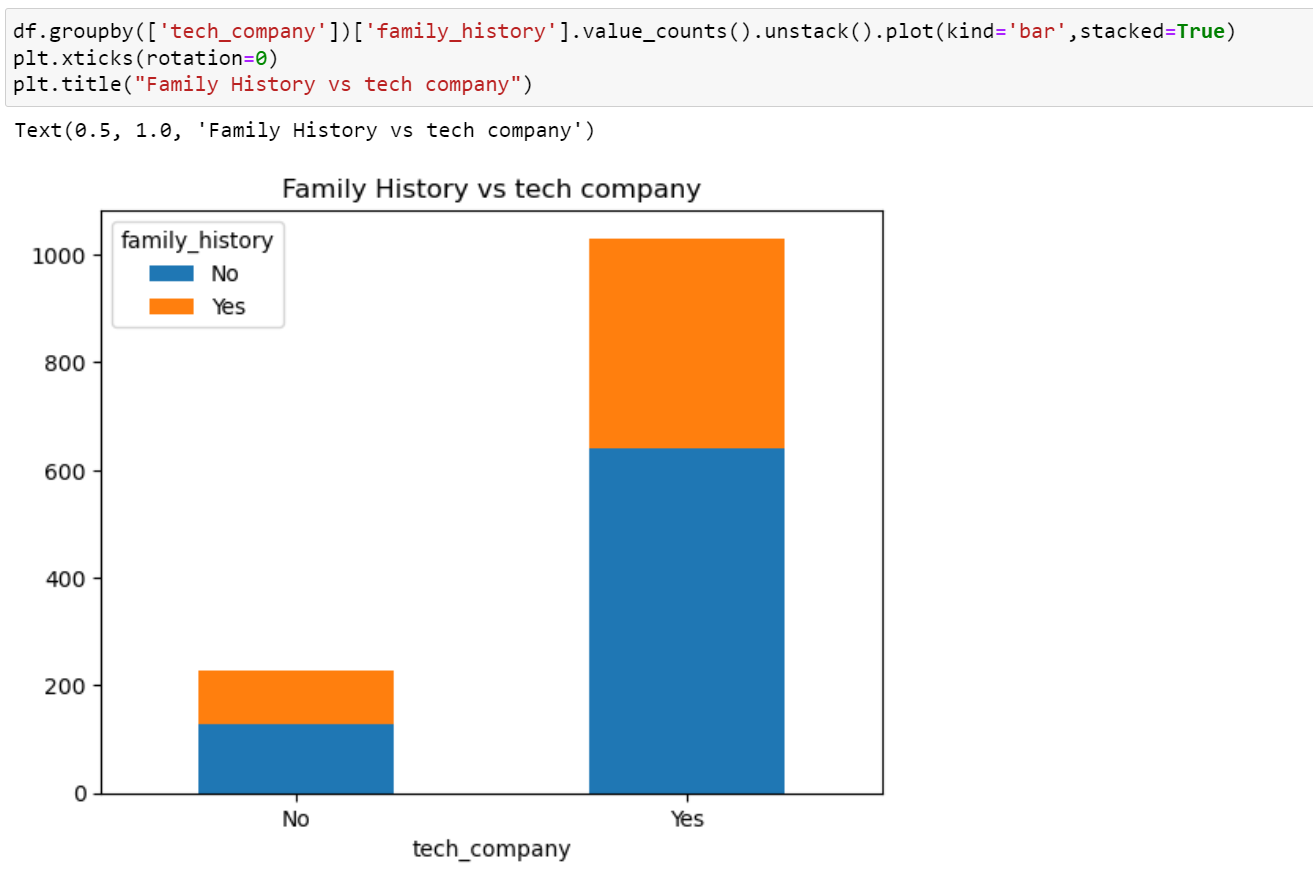 df.groupby(['tech_company'])['family_history'].value_counts().unstack().plot(kind='bar',stacked=True)
plt.xticks(rotation=0)
plt.title("Family History vs tech company")
Text(0.5, 1.0, 'Family History vs tech company')
Family History vs tech company
family_history
No
Yes
1000
800
600
400
200
0
No
Yes
tech_company